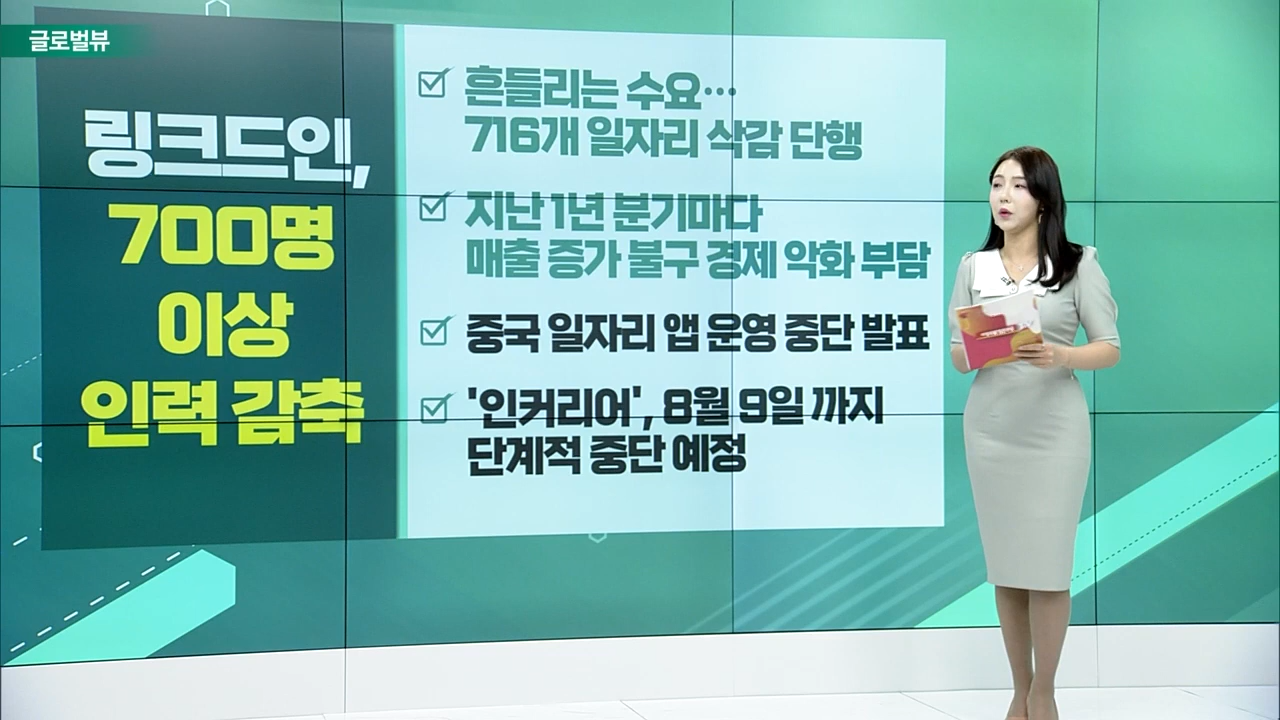 글로벌뷰
링크드인,
700명
이상
인력 감축
흔들리는 수요…
716개 일자리 삭감 단행
지난 1년 분기마다
매출 증가 불구 경제 악화 부담
중국 일자리 앱 운영 중단 발표
'인커리어', 8월 9일 까지
단계적 중단 예정